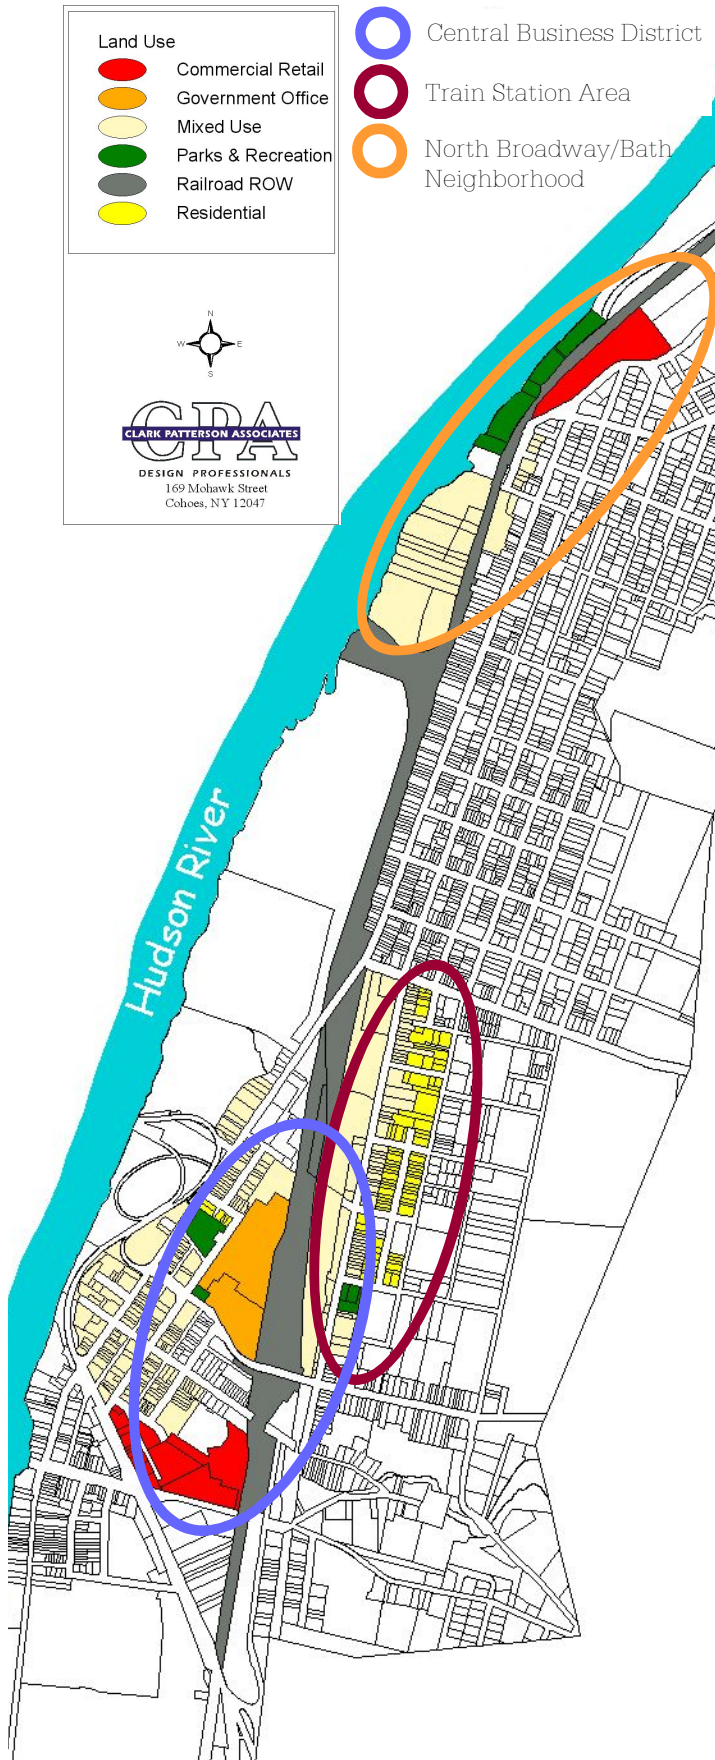 Land Use
Commercial Retail
Government Office
Mixed Use
Parks & Recreation
Railroad ROW
Residential
Central Business District
Train Station Area
North Broadway/Bath
Neighborhood
N
W E
S
CPA
CLARK PATTERSON ASSOCIATES
DESIGN PROFESSIONALS
169 Mohawk Street
Cohoes, NY 12047
Hudson River